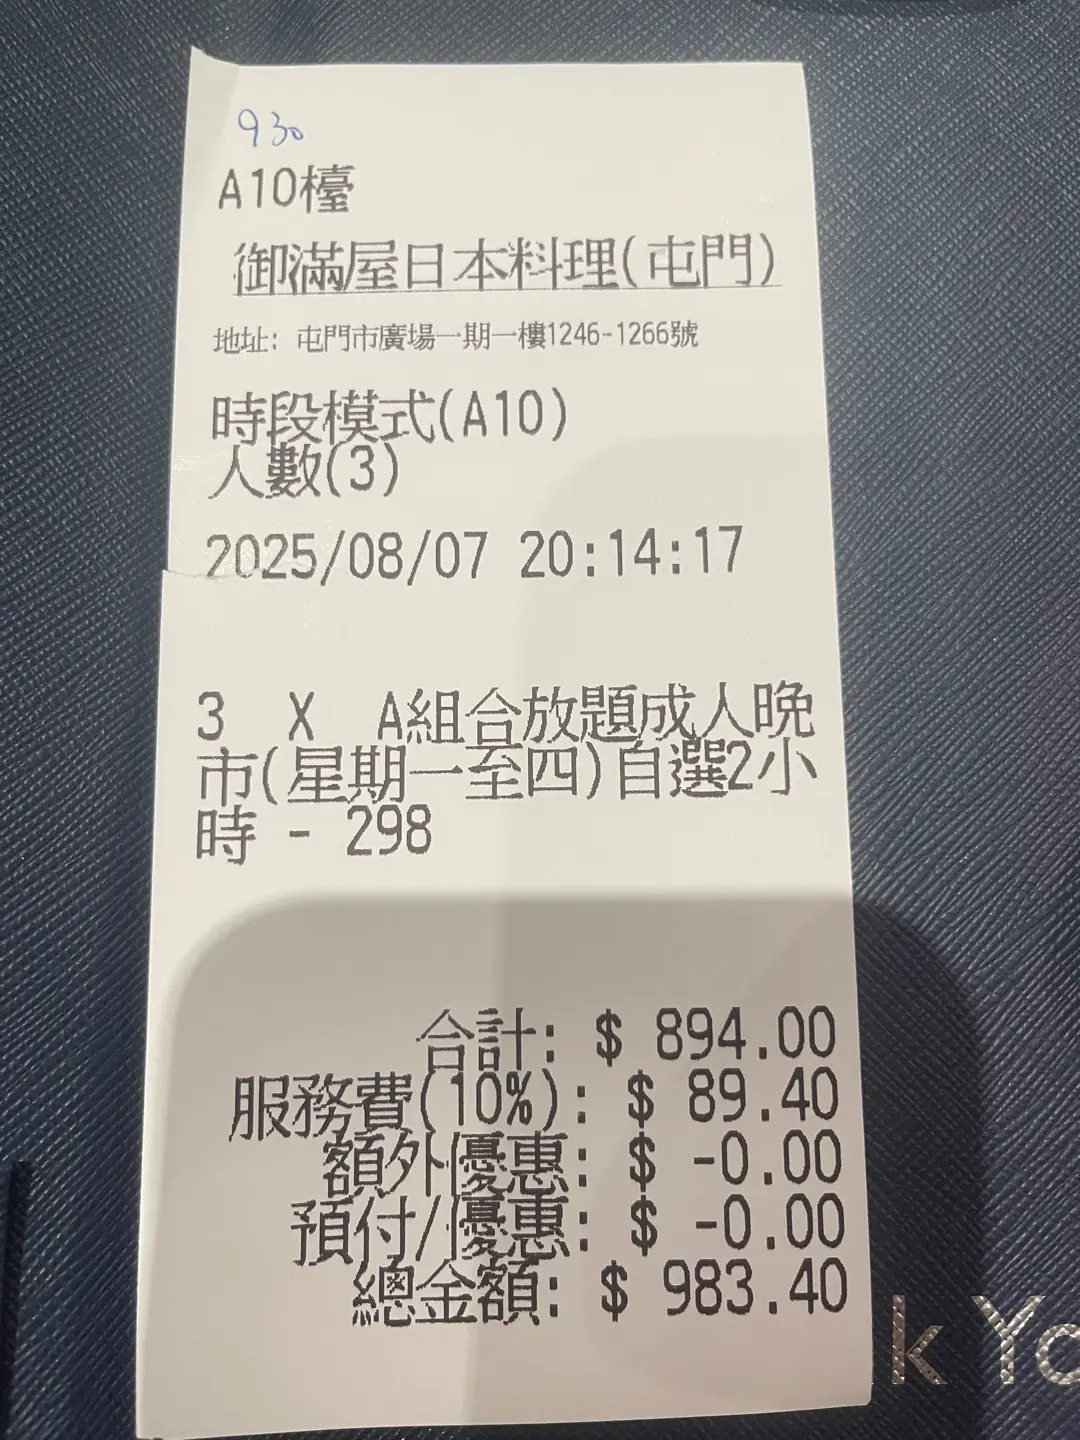 930
A10檯
御滿屋日本料理(屯門)
地址: 屯門市廣場一期一樓1246-1266號
時段模式(A10)
人數(3)
2025/08/07 20:14:17
3 X A組合放題成人晚
市(星期一至四)自選2小
時 - 298
合計: $ 894.00
服務費(10%): $ 89.40
額外優惠: $ -0.00
預付/優惠: $ -0.00
總金額: $ 983.40
k Yo